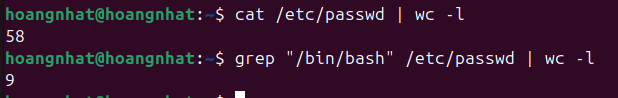 hoangnhat@hoangnhat:~$ cat /etc/passwd | wc -l
58
hoangnhat@hoangnhat:~$ grep "/bin/bash" /etc/passwd | wc -l
9
hoangnhat@hoangnhat:~$